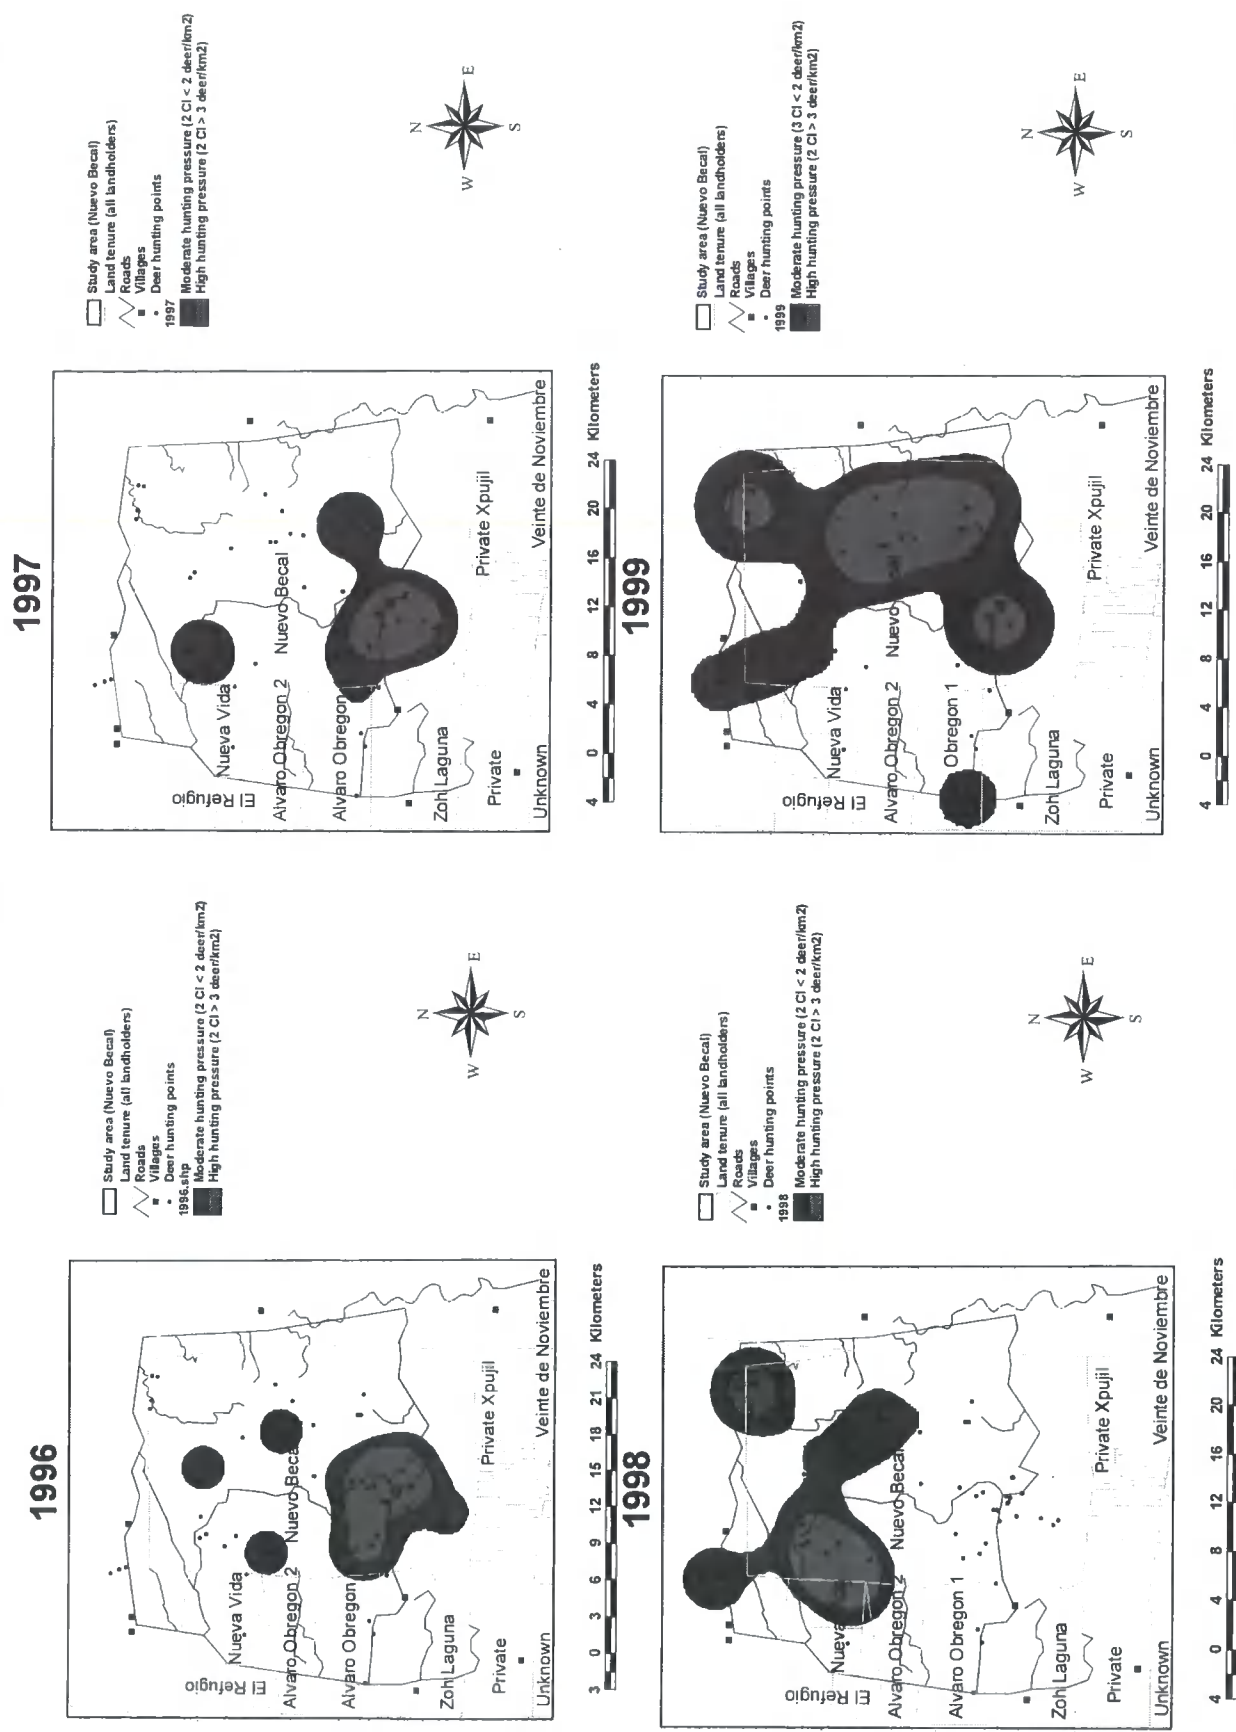 1996
Study area (Nuevo Becal)
Land tenure (all landholders)
Roads
Villages
Deer hunting points
1996.shp
Moderate hunting pressure (2 CI < 2 deer/km2)
High hunting pressure (2 CI > 3 deer/km2)
N
W
E
S
El Refugio
Nueva Vida
Alvaro Obregon 2
Nuevo Becal
Alvaro Obregon
Zoh Laguna
Private Xpujil
Private
Unknown
Veinte de Noviembre
3 0 3 6 9 12 15 18 21 24 Kilometers
1997
Study area (Nuevo Becal)
Land tenure (all landholders)
Roads
Villages
Deer hunting points
1997
Moderate hunting pressure (2 CI < 2 deer/km2)
High hunting pressure (2 CI > 3 deer/km2)
N
W
E
S
El Refugio
Nueva Vida
Alvaro Obregon 2
Nuevo Becal
Alvaro Obregon
Zoh Laguna
Private Xpujil
Private
Unknown
Veinte de Noviembre
4 0 4 8 12 16 20 24 Kilometers
1998
Study area (Nuevo Becal)
Land tenure (all landholders)
Roads
Villages
Deer hunting points
1998
Moderate hunting pressure (2 CI < 2 deer/km2)
High hunting pressure (2 CI > 3 deer/km2)
N
W
E
S
El Refugio
Nueva
Alvaro Obregon 2
Nuevo Becal
Alvaro Obregon 1
Zoh Laguna
Private Xpujil
Private
Unknown
Veinte de Noviembre
4 0 4 8 12 16 20 24 Kilometers
1999
Study area (Nuevo Becal)
Land tenure (all landholders)
Roads
Villages
Deer hunting points
1999
Moderate hunting pressure (3 CI < 2 deer/km2)
High hunting pressure (2 CI > 3 deer/km2)
N
W
E
S
El Refugio
Nueva Vida
Alvaro Obregon 2
Nuevo
Obregon 1
Zoh Laguna
Private Xpujil
Private
Unknown
Veinte de Noviembre
4 0 4 8 12 16 20 24 Kilometers